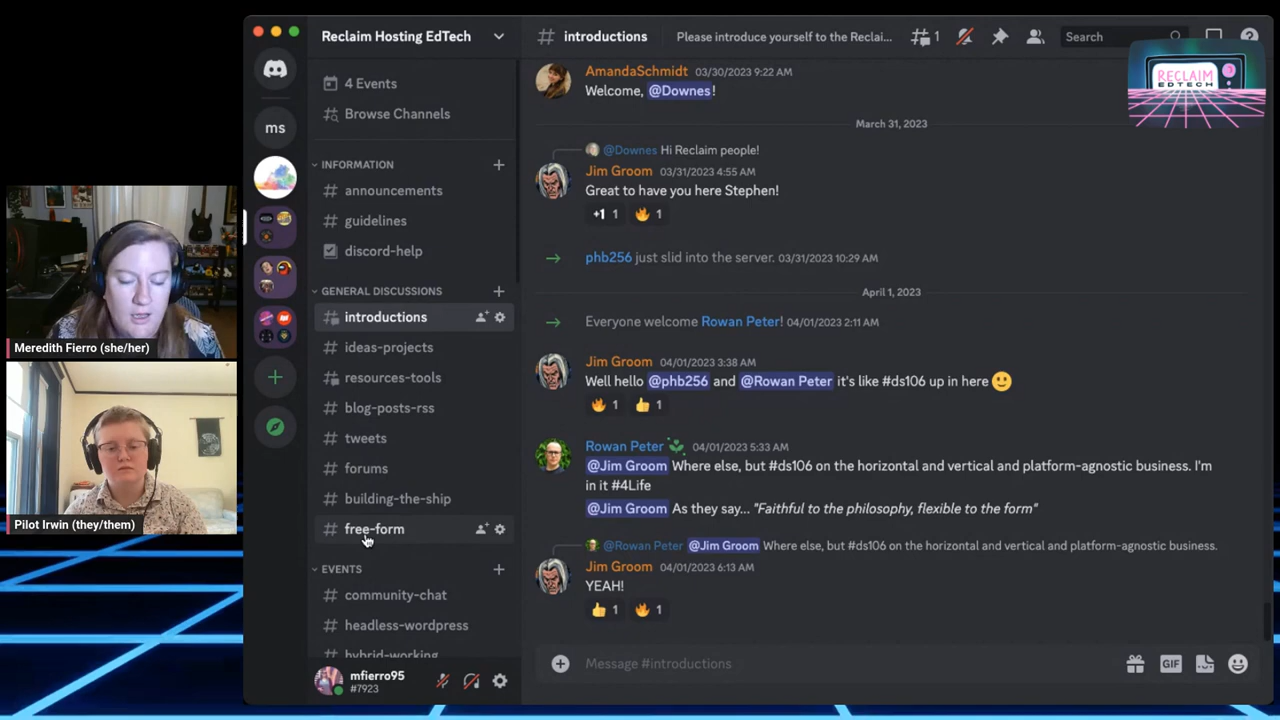 Reclaim Hosting EdTech
4 Events
Browse Channels
INFORMATION
announcements
guidelines
discord-help
GENERAL DISCUSSIONS
introductions
ideas-projects
resources-tools
blog-posts-rss
tweets
forums
building-the-ship
free-form
EVENTS
community-chat
headless-wordpress
hybrid-working
mfierro95
#7923
ms
# introductions
Please introduce yourself to the Reclai...
1
Search
RECLAIM
EDTECH
AmandaSchmidt 03/30/2023 9:22 AM
Welcome, @Downes!
March 31, 2023
@Downes Hi Reclaim people!
Jim Groom 03/31/2023 4:55 AM
Great to have you here Stephen!
+1 1 🔥 1
phb256 just slid into the server. 03/31/2023 10:29 AM
April 1, 2023
Everyone welcome Rowan Peter! 04/01/2023 2:11 AM
Jim Groom 04/01/2023 3:38 AM
Well hello @phb256 and @Rowan Peter it's like #ds106 up in here 🙂
🔥 1 👍 1
Rowan Peter 04/01/2023 5:33 AM
@Jim Groom Where else, but #ds106 on the horizontal and vertical and platform-agnostic business. I'm
in it #4Life
@Jim Groom As they say... "Faithful to the philosophy, flexible to the form"
@Rowan Peter @Jim Groom Where else, but #ds106 on the horizontal and vertical and platform-agnostic business.
Jim Groom 04/01/2023 6:13 AM
YEAH!
👍 1 🔥 1
Message #introductions
GIF
Meredith Fierro (she/her)
Pilot Irwin (they/them)